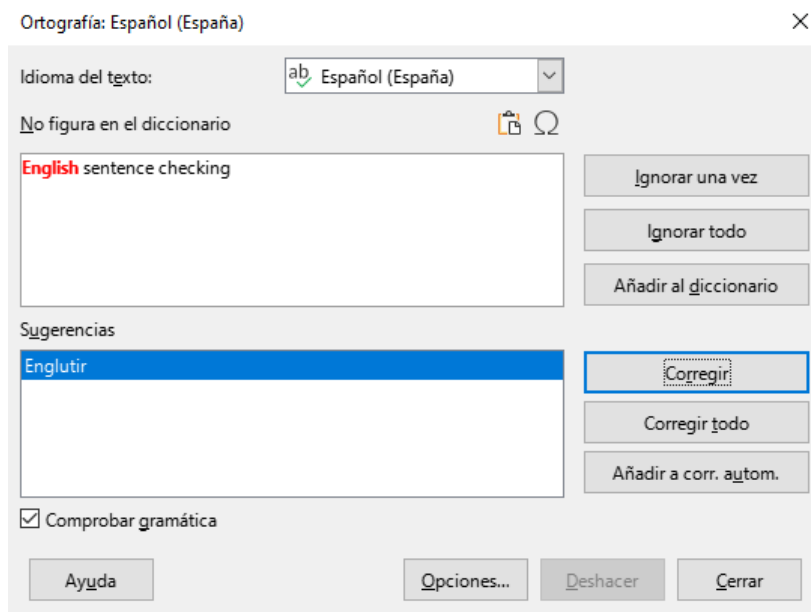 Ortografía: Español (España)
Idioma del texto:
Español (España)
No figura en el diccionario
English sentence checking
Ignorar una vez
Ignorar todo
Añadir al diccionario
Sugerencias
Englutir
Corregir
Corregir todo
Añadir a corr. autom.
Comprobar gramática
Ayuda
Opciones...
Deshacer
Cerrar